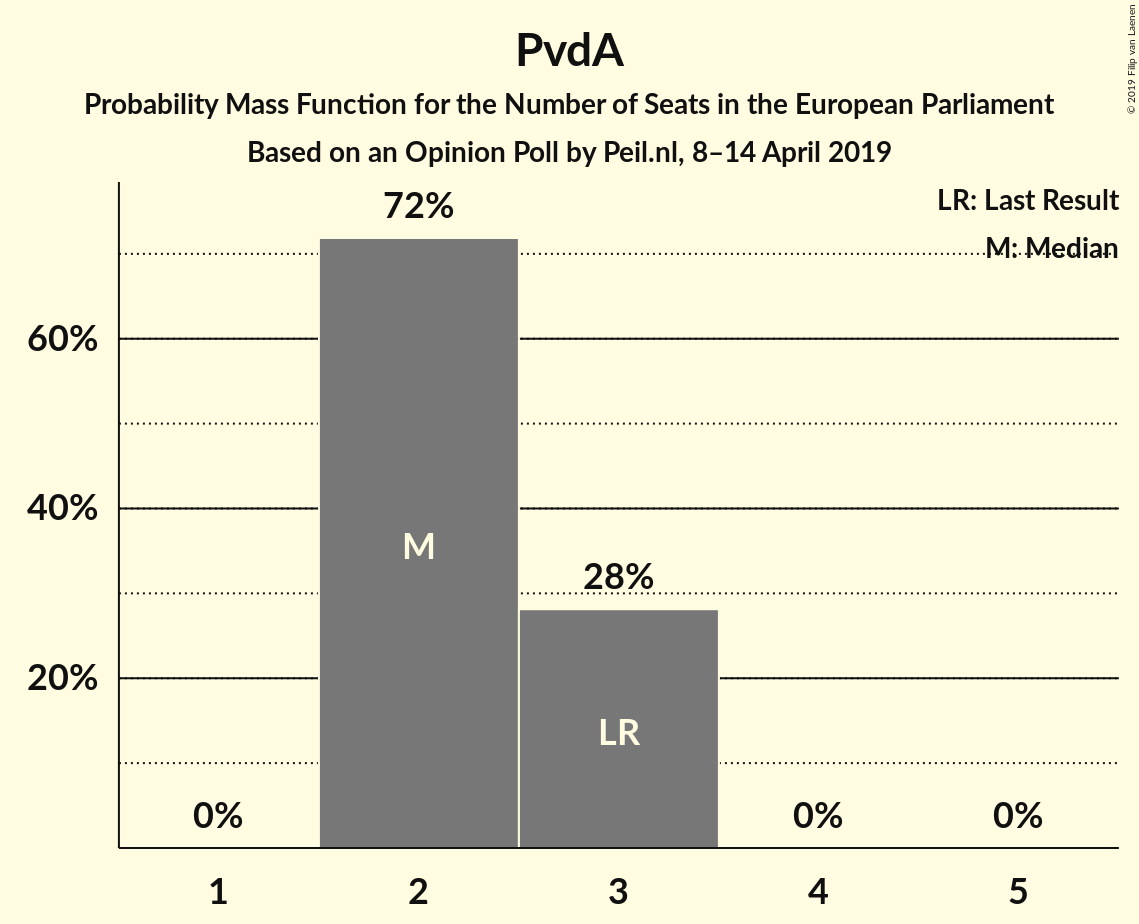 PvdA
Probability Mass Function for the Number of Seats in the European Parliament
Based on an Opinion Poll by Peil.nl, 8–14 April 2019
© 2019 Filip van Laenen
LR: Last Result
M: Median
72%
60%
40%
M
28%
20%
LR
0%
0%
0%
1
2
3
4
5